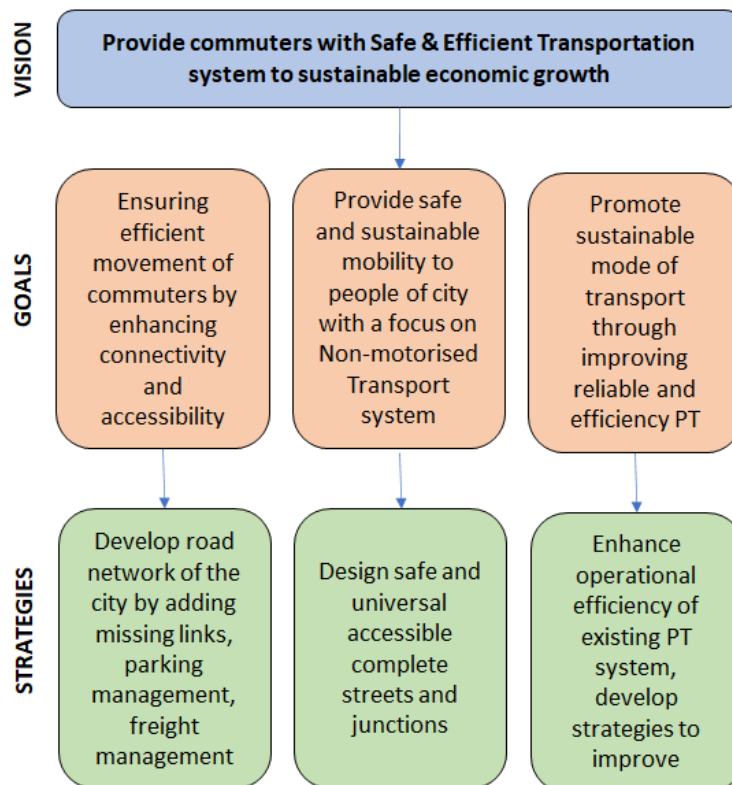 VISION
Provide commuters with Safe & Efficient Transportation
system to sustainable economic growth
GOALS
Ensuring
efficient
movement of
commuters by
enhancing
connectivity
and
accessibility
Provide safe
and sustainable
mobility to
people of city
with a focus on
Non-motorised
Transport
system
Promote
sustainable
mode of
transport
through
improving
reliable and
efficiency PT
STRATEGIES
Develop road
network of the
city by adding
missing links,
parking
management,
freight
management
Design safe and
universal
accessible
complete
streets and
junctions
Enhance
operational
efficiency of
existing PT
system,
develop
strategies to
improve